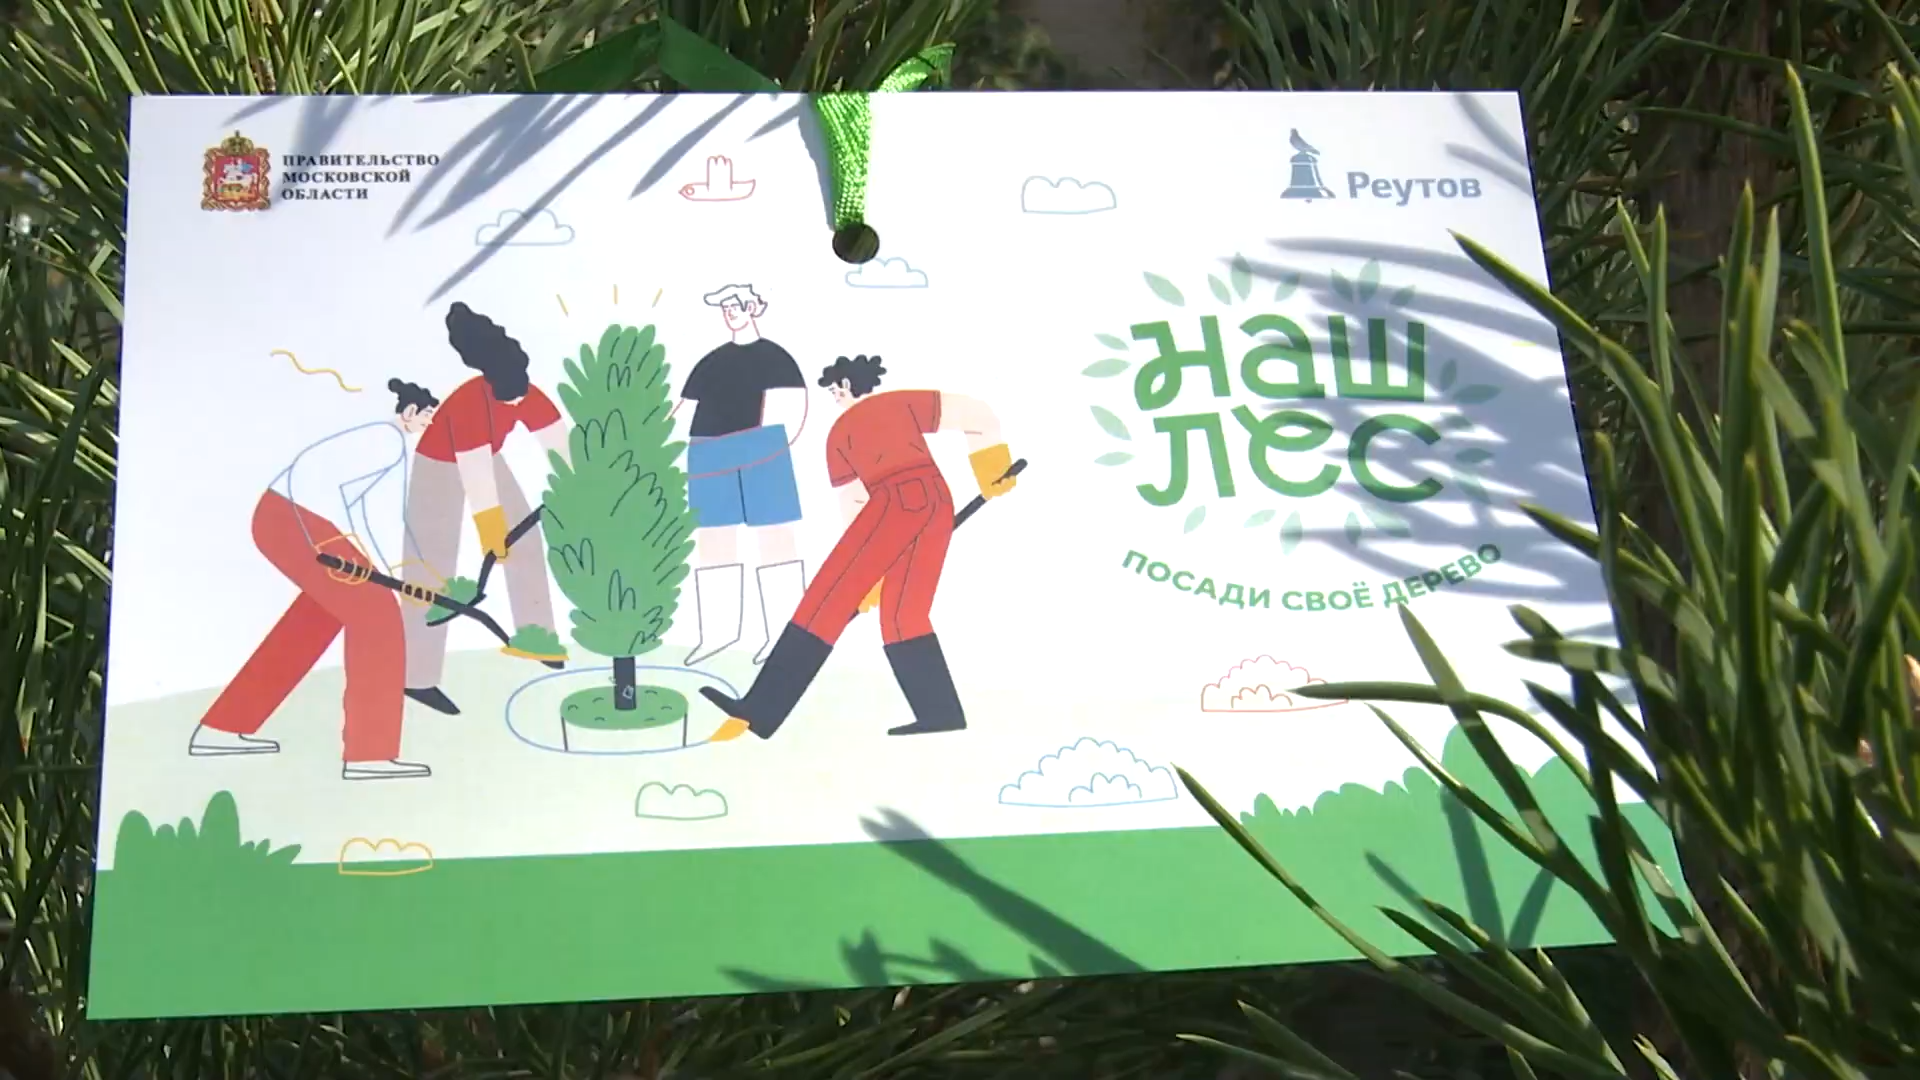 ПРАВИТЕЛЬСТВО
МОСКОВСКОЙ
ОБЛАСТИ
Реутов
наш
лес
ПОСАДИ СВОЁ ДЕРЕВО